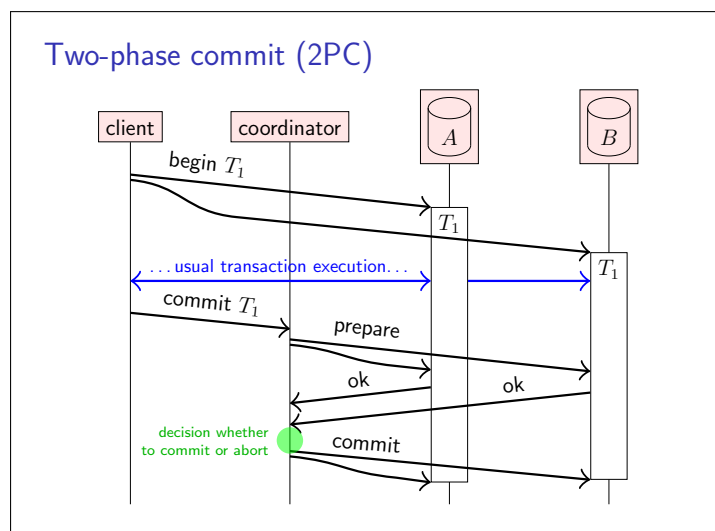 Two-phase commit (2PC)
client
coordinator
A
B
begin T₁
T₁
T₁
...usual transaction execution...
commit T₁
prepare
ok
ok
decision whether
to commit or abort
commit